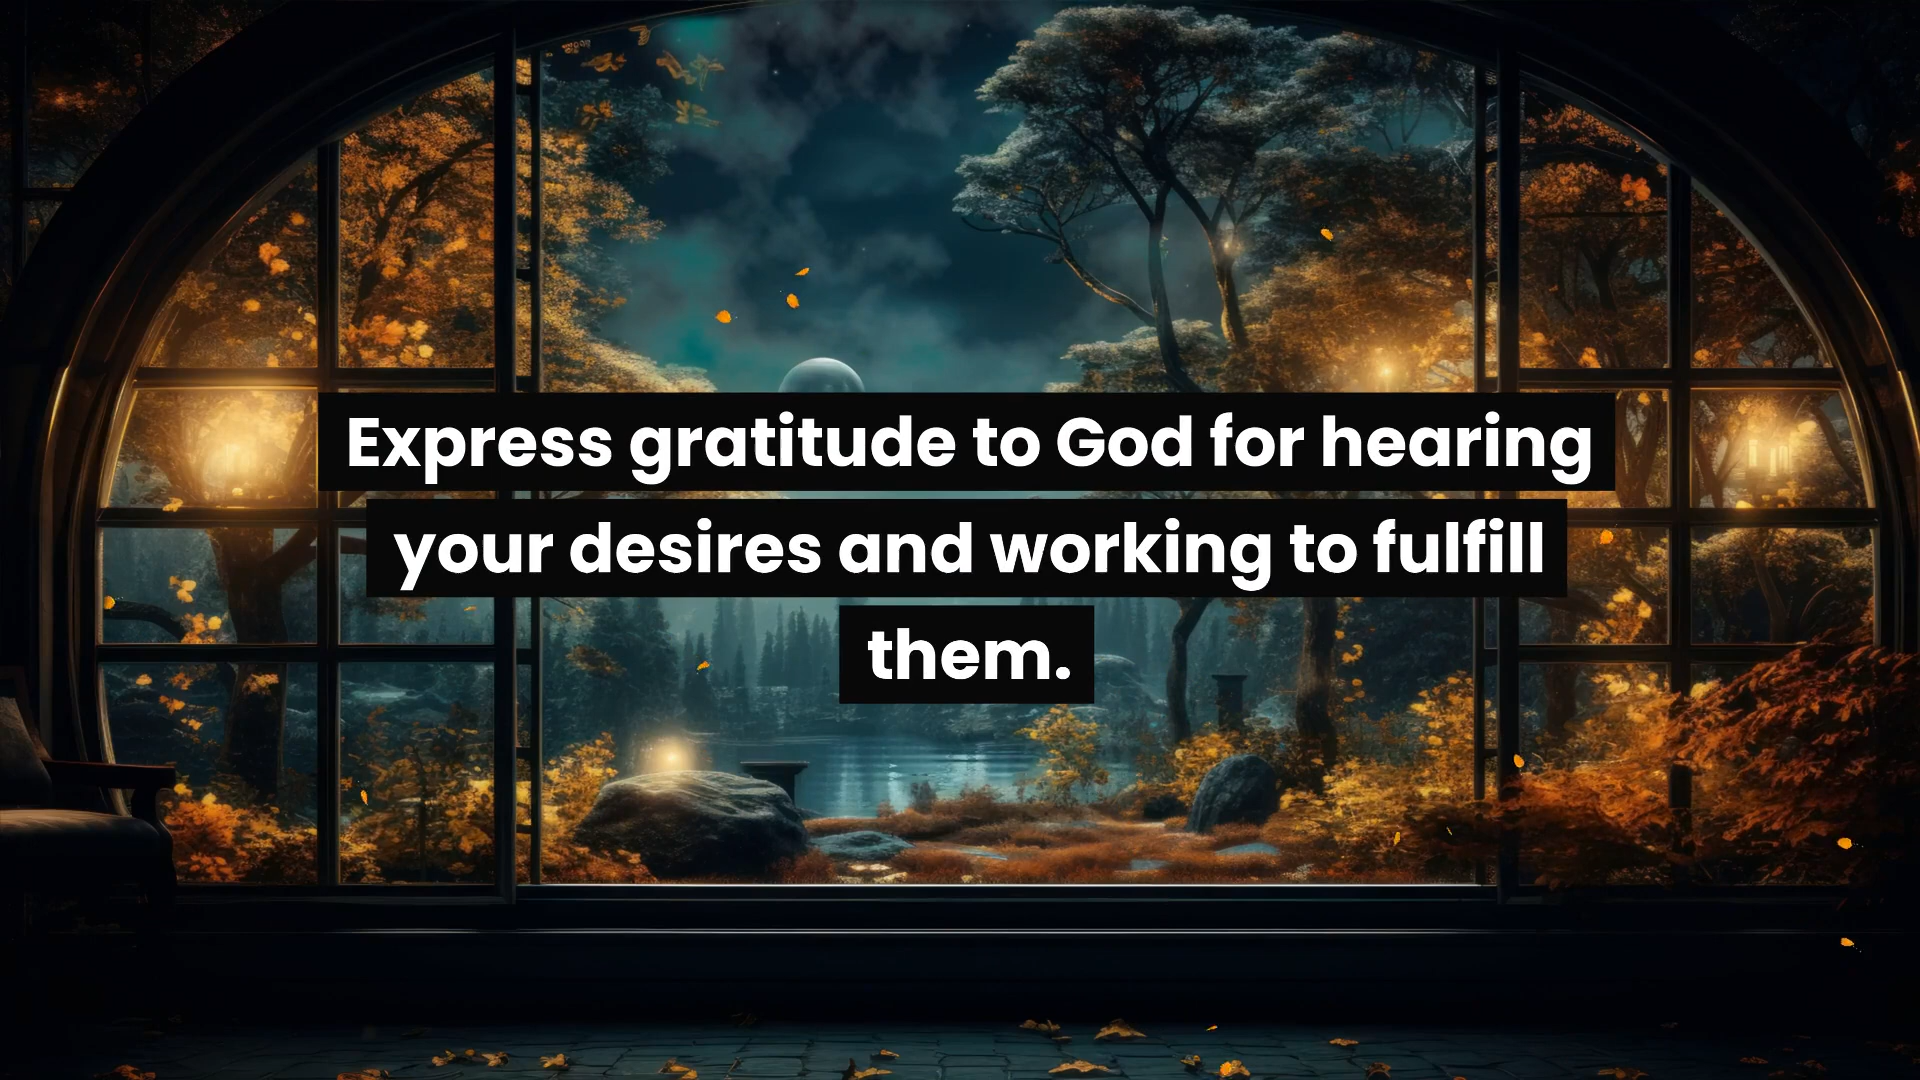 Express gratitude to God for hearing
your desires and working to fulfill
them.